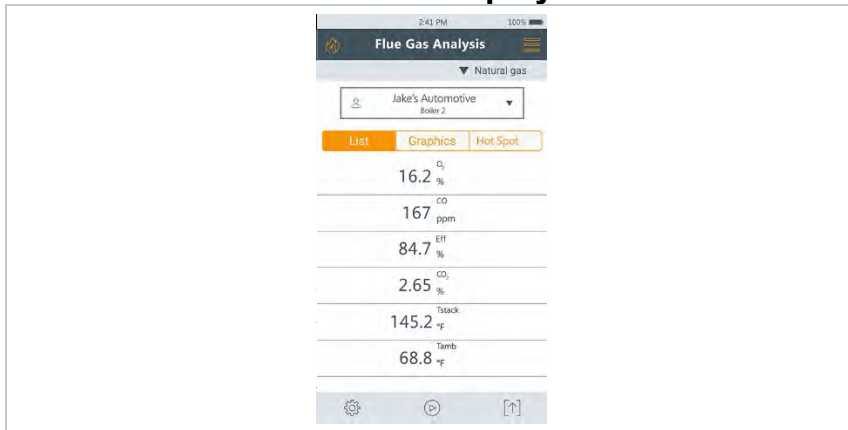 2:41 PM 100%
Flue Gas Analysis
▼ Natural gas
Jake's Automotive ▼
Boiler 2
List Graphics Hot Spot
16.2 O₂ %
167 CO ppm
84.7 Eff %
2.65 CO₂ %
145.2 Tstack °F
68.8 Tamb °F